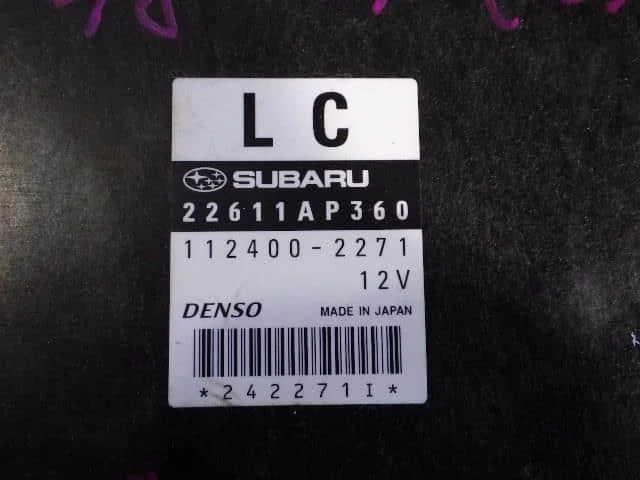 L C
SUBARU
22611AP360
112400-2271
12V
DENSO MADE IN JAPAN
*242271I*